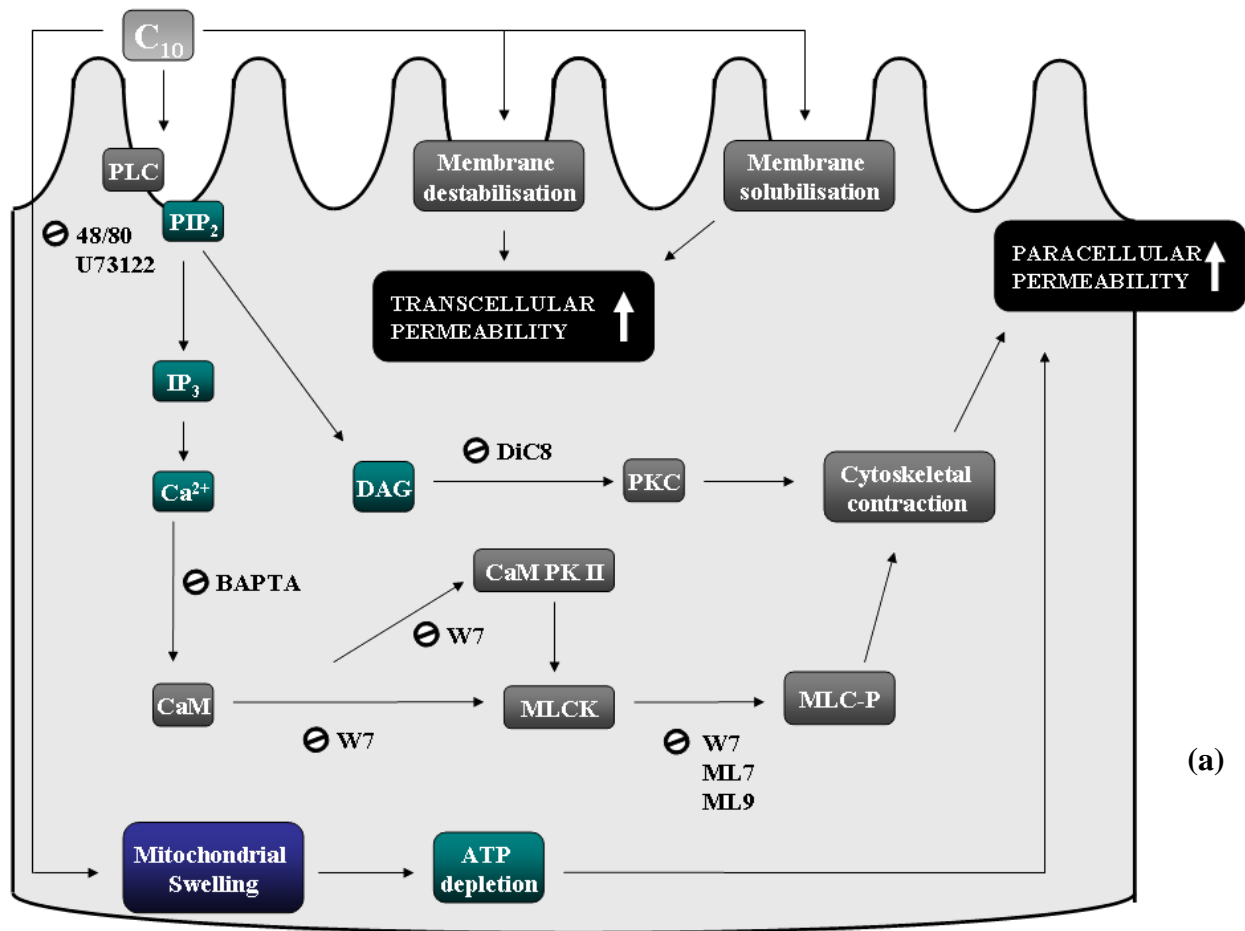 C10
PLC
PIP2
48/80
U73122
Membrane
destabilisation
Membrane
solubilisation
TRANSCELLULAR
PERMEABILITY
PARACELLULAR
PERMEABILITY
IP3
Ca2+
DAG
DiC8
PKC
Cytoskeletal
contraction
BAPTA
CaM PK II
W7
CaM
W7
MLCK
W7
ML7
ML9
MLC-P
(a)
Mitochondrial
Swelling
ATP
depletion